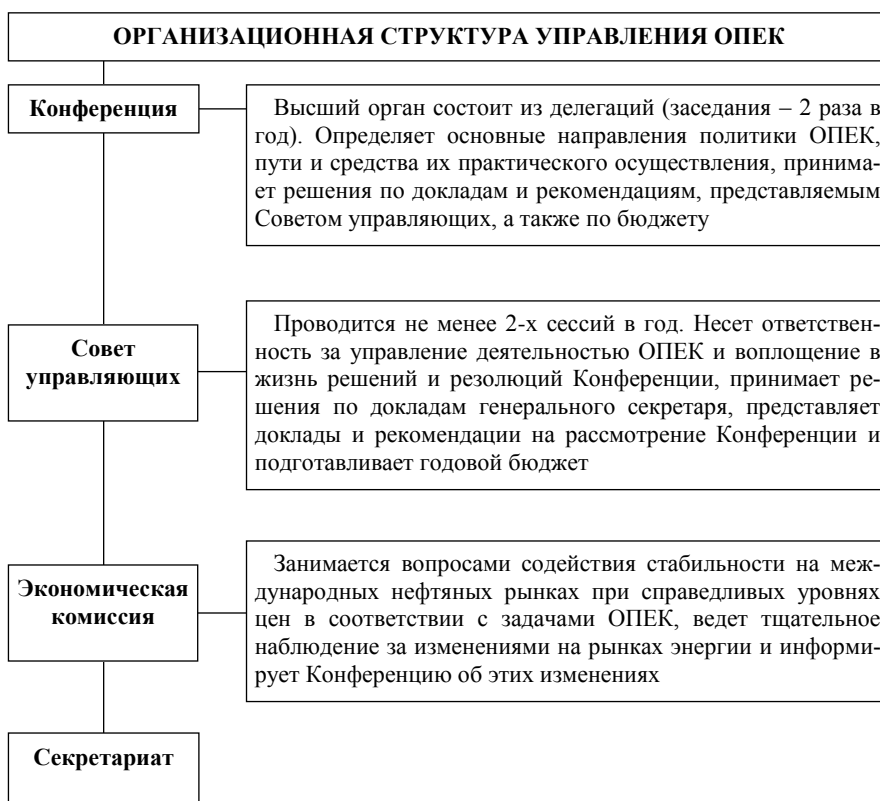 ОРГАНИЗАЦИОННАЯ СТРУКТУРА УПРАВЛЕНИЯ ОПЕК
Конференция
Высший орган состоит из делегаций (заседания – 2 раза в
год). Определяет основные направления политики ОПЕК,
пути и средства их практического осуществления, принима-
ет решения по докладам и рекомендациям, представляемым
Советом управляющих, а также по бюджету
Совет
управляющих
Проводится не менее 2-х сессий в год. Несет ответствен-
ность за управление деятельностью ОПЕК и воплощение в
жизнь решений и резолюций Конференции, принимает ре-
шения по докладам генерального секретаря, представляет
доклады и рекомендации на рассмотрение Конференции и
подготавливает годовой бюджет
Экономическая
комиссия
Занимается вопросами содействия стабильности на меж-
дународных нефтяных рынках при справедливых уровнях
цен в соответствии с задачами ОПЕК, ведет тщательное
наблюдение за изменениями на рынках энергии и информи-
рует Конференцию об этих изменениях
Секретариат